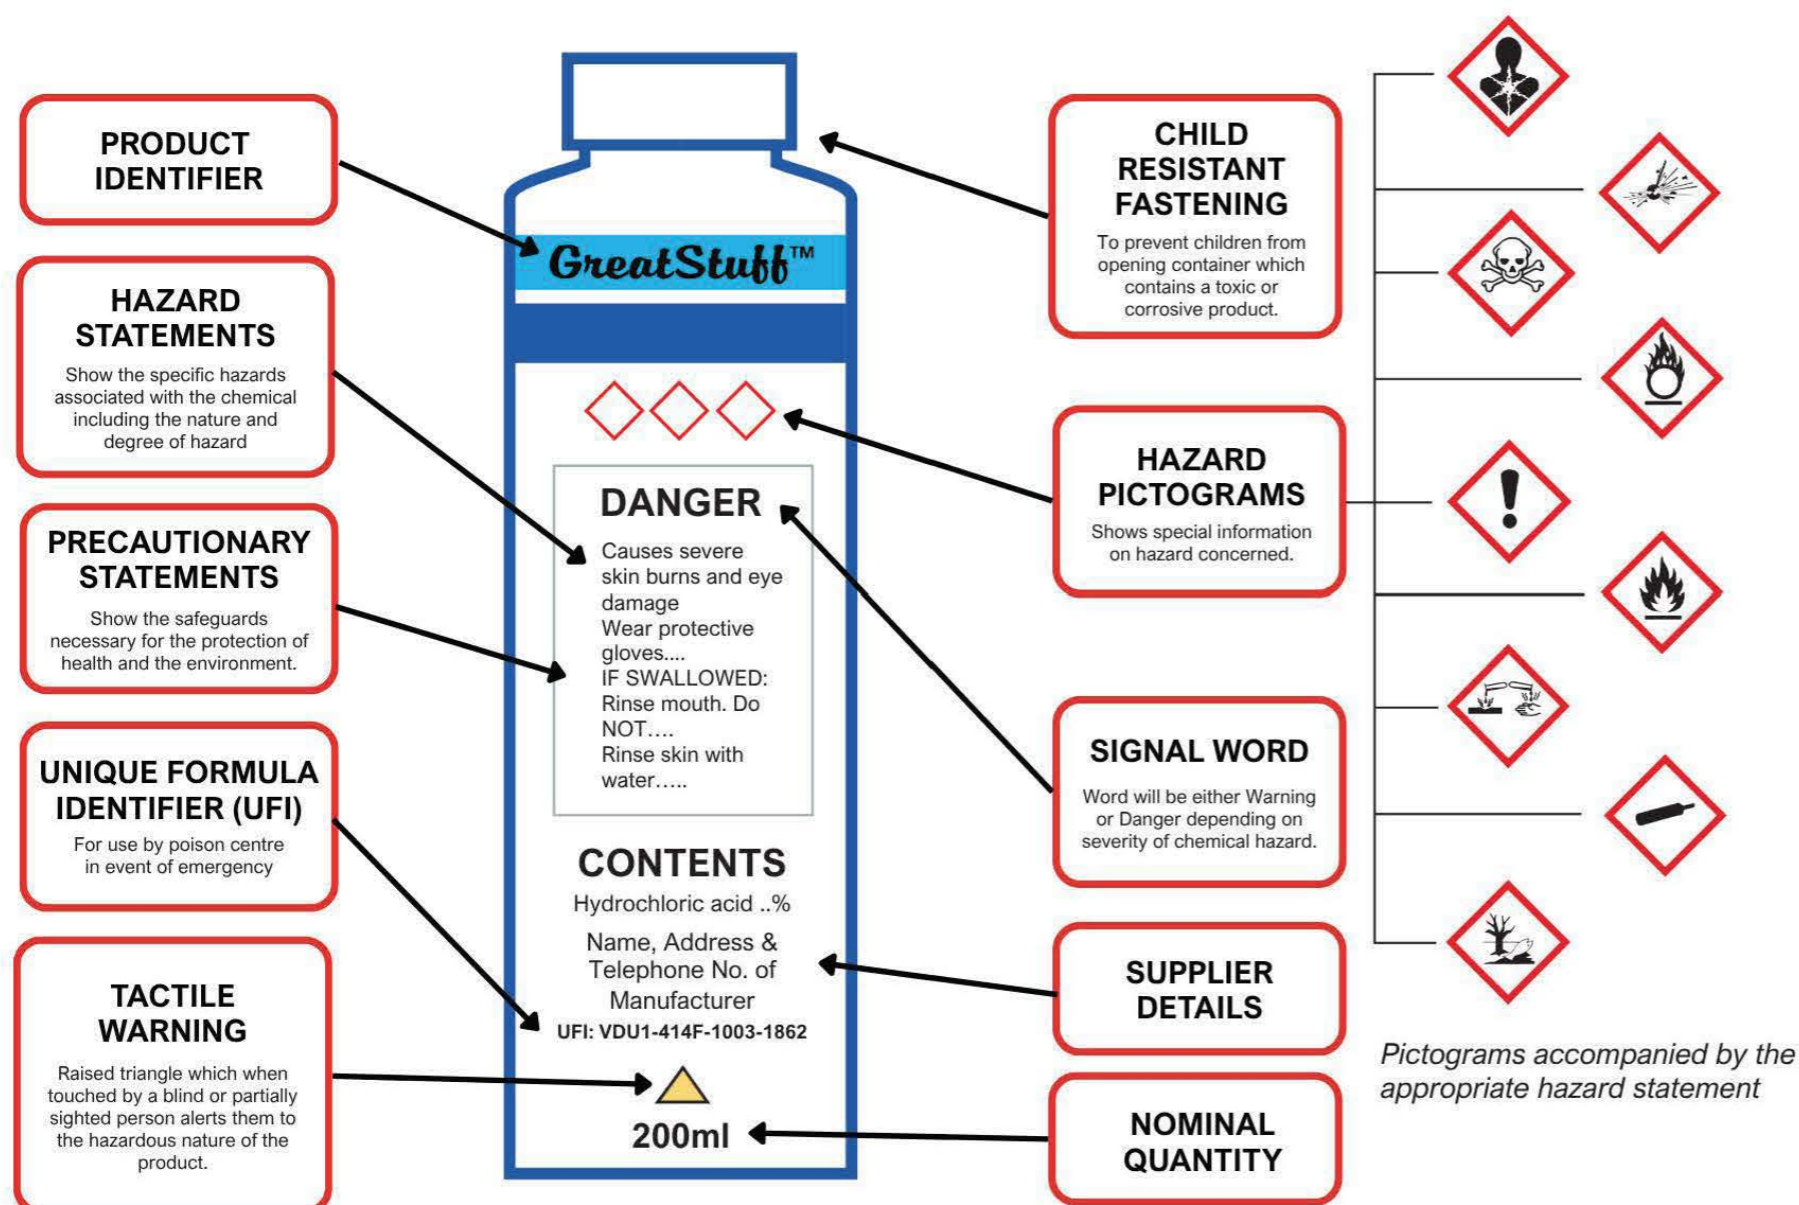 PRODUCT
IDENTIFIER
HAZARD
STATEMENTS
Show the specific hazards
associated with the chemical
including the nature and
degree of hazard
PRECAUTIONARY
STATEMENTS
Show the safeguards
necessary for the protection of
health and the environment.
UNIQUE FORMULA
IDENTIFIER (UFI)
For use by poison centre
in event of emergency
TACTILE
WARNING
Raised triangle which when
touched by a blind or partially
sighted person alerts them to
the hazardous nature of the
product.
GreatStuff™
DANGER
Causes severe
skin burns and eye
damage
Wear protective
gloves....
IF SWALLOWED:
Rinse mouth. Do
NOT....
Rinse skin with
water.....
CONTENTS
Hydrochloric acid ..%
Name, Address &
Telephone No. of
Manufacturer
UFI: VDU1-414F-1003-1862
200ml
CHILD
RESISTANT
FASTENING
To prevent children from
opening container which
contains a toxic or
corrosive product.
HAZARD
PICTOGRAMS
Shows special information
on hazard concerned.
SIGNAL WORD
Word will be either Warning
or Danger depending on
severity of chemical hazard.
SUPPLIER
DETAILS
NOMINAL
QUANTITY
Pictograms accompanied by the
appropriate hazard statement